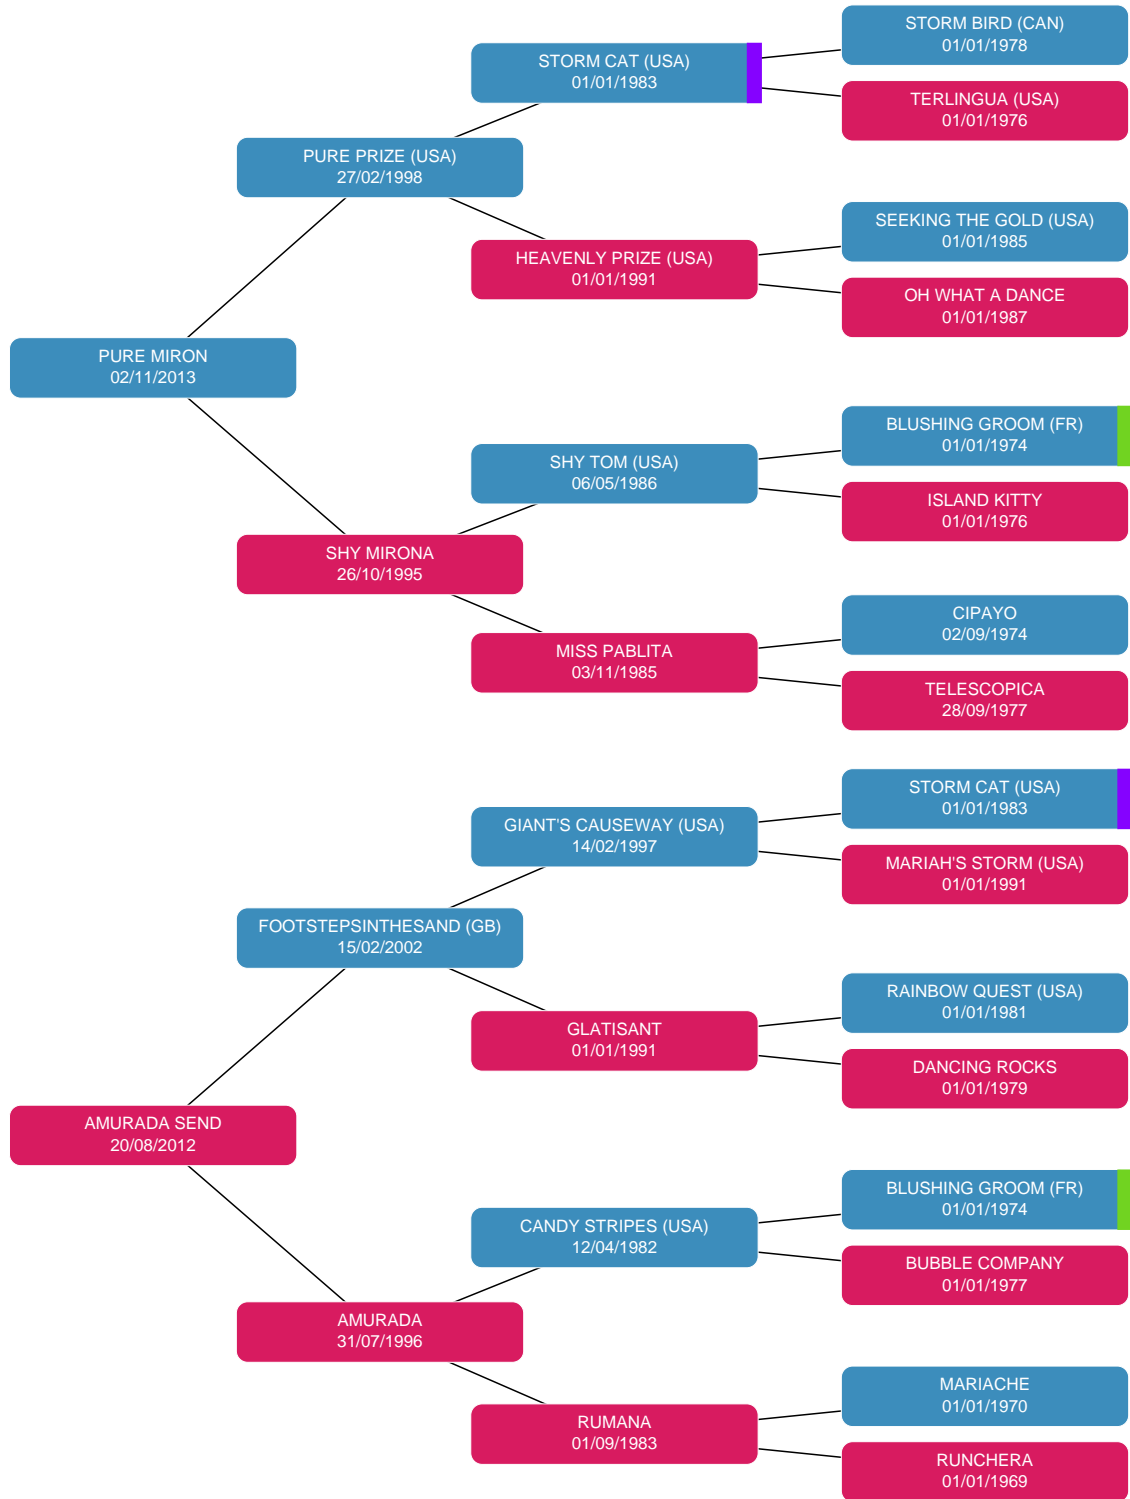 STORM BIRD (CAN)
01/01/1978
STORM CAT (USA)
01/01/1983
TERLINGUA (USA)
01/01/1976
PURE PRIZE (USA)
27/02/1998
SEEKING THE GOLD (USA)
01/01/1985
HEAVENLY PRIZE (USA)
01/01/1991
OH WHAT A DANCE
01/01/1987
PURE MIRON
02/11/2013
BLUSHING GROOM (FR)
01/01/1974
SHY TOM (USA)
06/05/1986
ISLAND KITTY
01/01/1976
SHY MIRONA
26/10/1995
CIPAYO
02/09/1974
MISS PABLITA
03/11/1985
TELESCOPICA
28/09/1977
STORM CAT (USA)
01/01/1983
GIANT'S CAUSEWAY (USA)
14/02/1997
MARIAH'S STORM (USA)
01/01/1991
FOOTSTEPSINTHESAND (GB)
15/02/2002
RAINBOW QUEST (USA)
01/01/1981
GLATISANT
01/01/1991
DANCING ROCKS
01/01/1979
AMURADA SEND
20/08/2012
BLUSHING GROOM (FR)
01/01/1974
CANDY STRIPES (USA)
12/04/1982
BUBBLE COMPANY
01/01/1977
AMURADA
31/07/1996
MARIACHE
01/01/1970
RUMANA
01/09/1983
RUNCHERA
01/01/1969